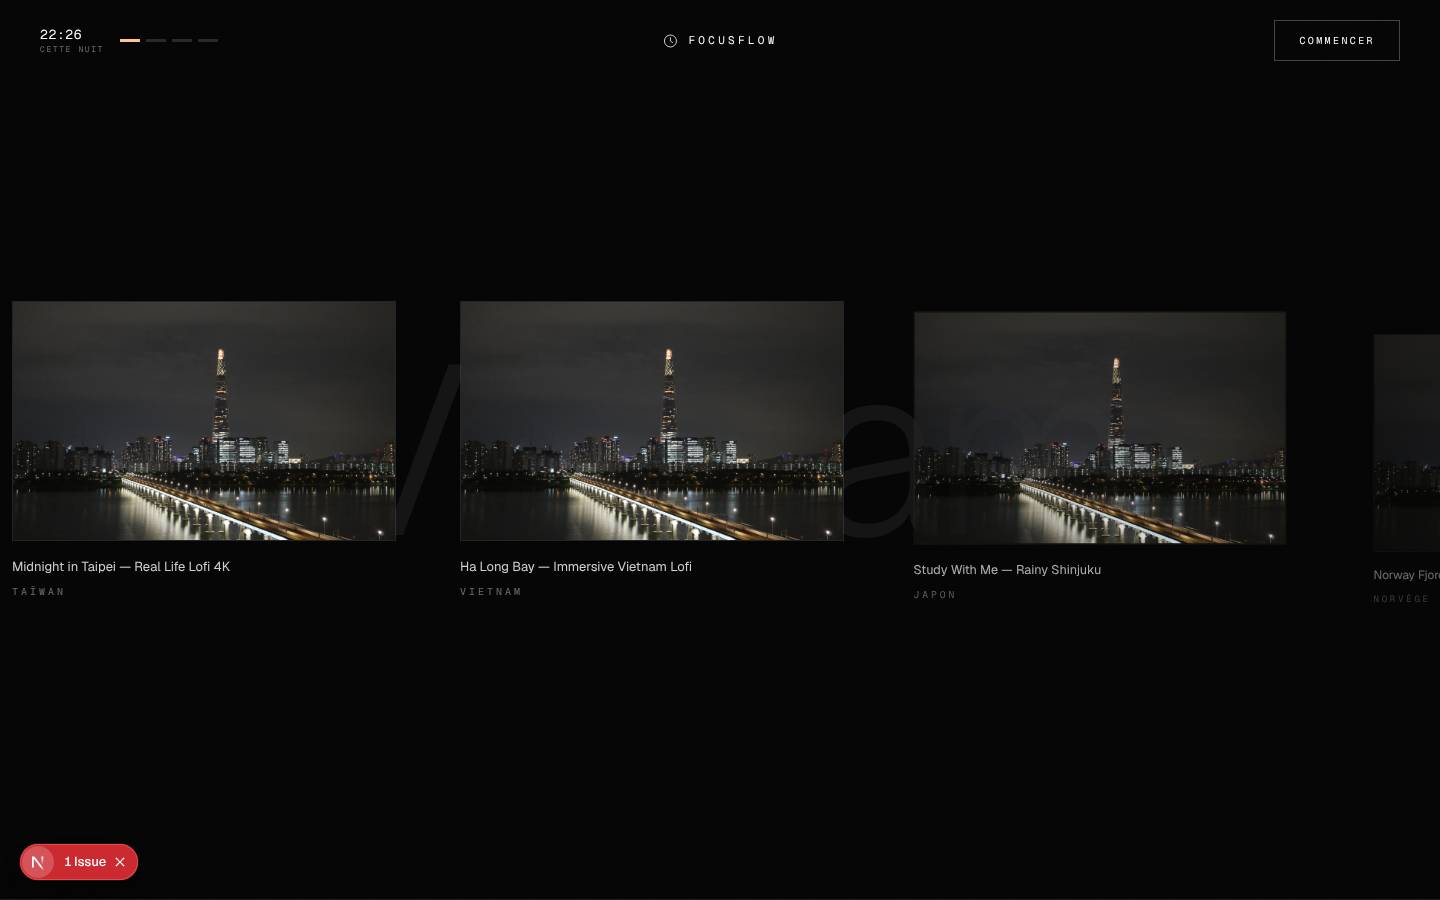 22:26
CETTE NUIT
FOCUSFLOW
COMMENCER
Midnight in Taipei — Real Life Lofi 4K
TAÏWAN
Ha Long Bay — Immersive Vietnam Lofi
VIETNAM
Study With Me — Rainy Shinjuku
JAPON
Norway
NORVÈGE
N
1 Issue